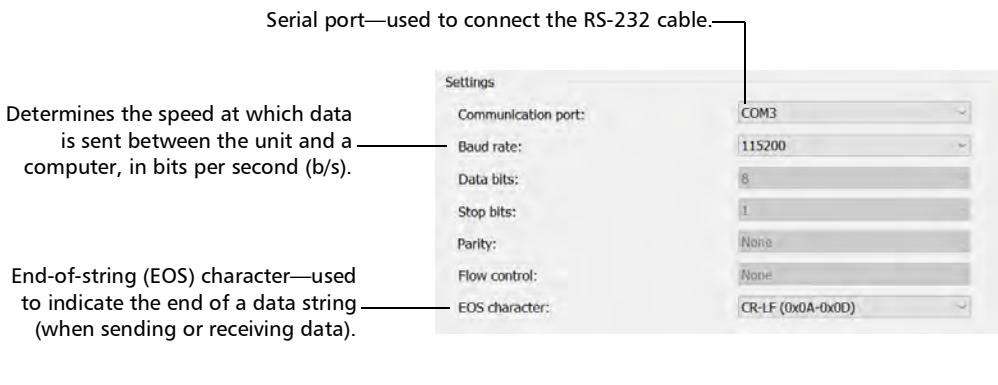 Serial port—used to connect the RS-232 cable.
Determines the speed at which data
is sent between the unit and a
computer, in bits per second (b/s).
End-of-string (EOS) character—used
to indicate the end of a data string
(when sending or receiving data).
Settings
Communication port: COM3
Baud rate: 115200
Data bits: 8
Stop bits: 1
Parity: None
Flow control: None
EOS character: CR-LF (0x0A-0x0D)